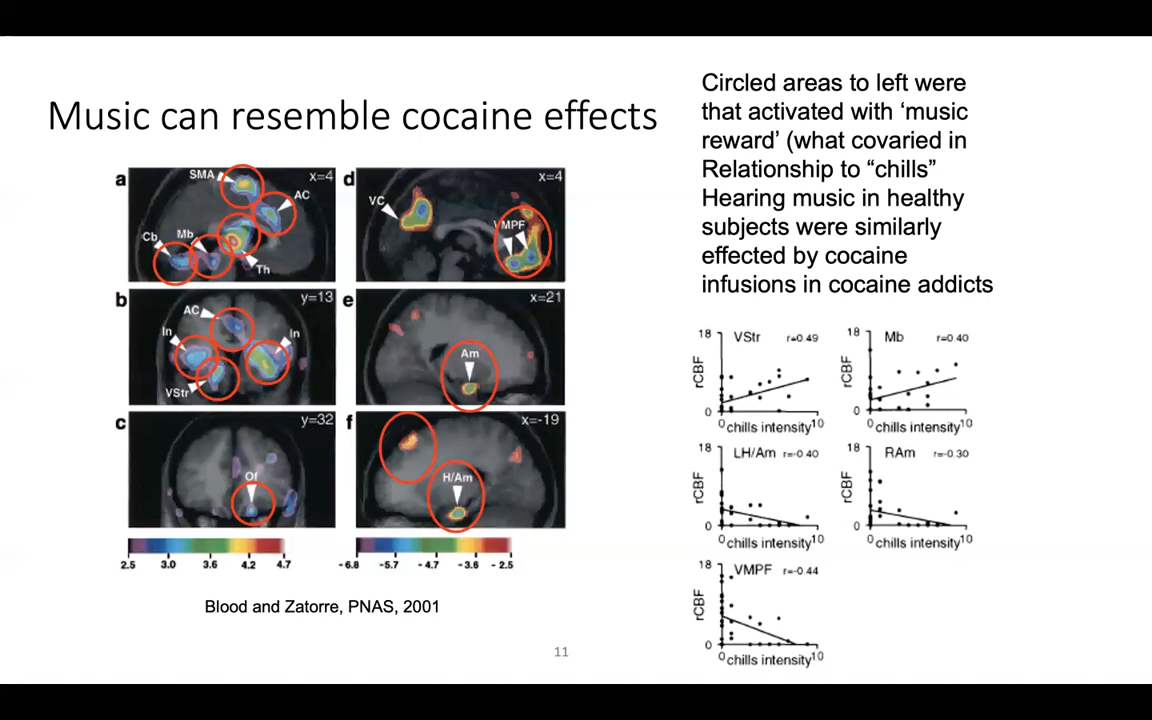 Music can resemble cocaine effects
Circled areas to left were
that activated with ‘music
reward’ (what covaried in
Relationship to “chills”
Hearing music in healthy
subjects were similarly
effected by cocaine
infusions in cocaine addicts
a
SMA
x=4
AC
Cb
Mb
Th
d
x=4
VC
VMPF
b
y=13
AC
In
In
VStr
e
x=21
Am
c
y=32
Of
f
x=-19
H/Am
2.5 3.0 3.6 4.2 4.7
-6.8 -5.7 -4.7 -3.6 -2.5
Blood and Zatorre, PNAS, 2001
11
18 VStr r=0.49
rCBF
0
0 chills intensity 10
18 Mb r=0.40
rCBF
0
0 chills intensity 10
18 LH/Am r=-0.40
rCBF
0
0 chills intensity 10
18 RAm r=-0.30
rCBF
0
0 chills intensity 10
18 VMPF r=-0.44
rCBF
0
0 chills intensity 10